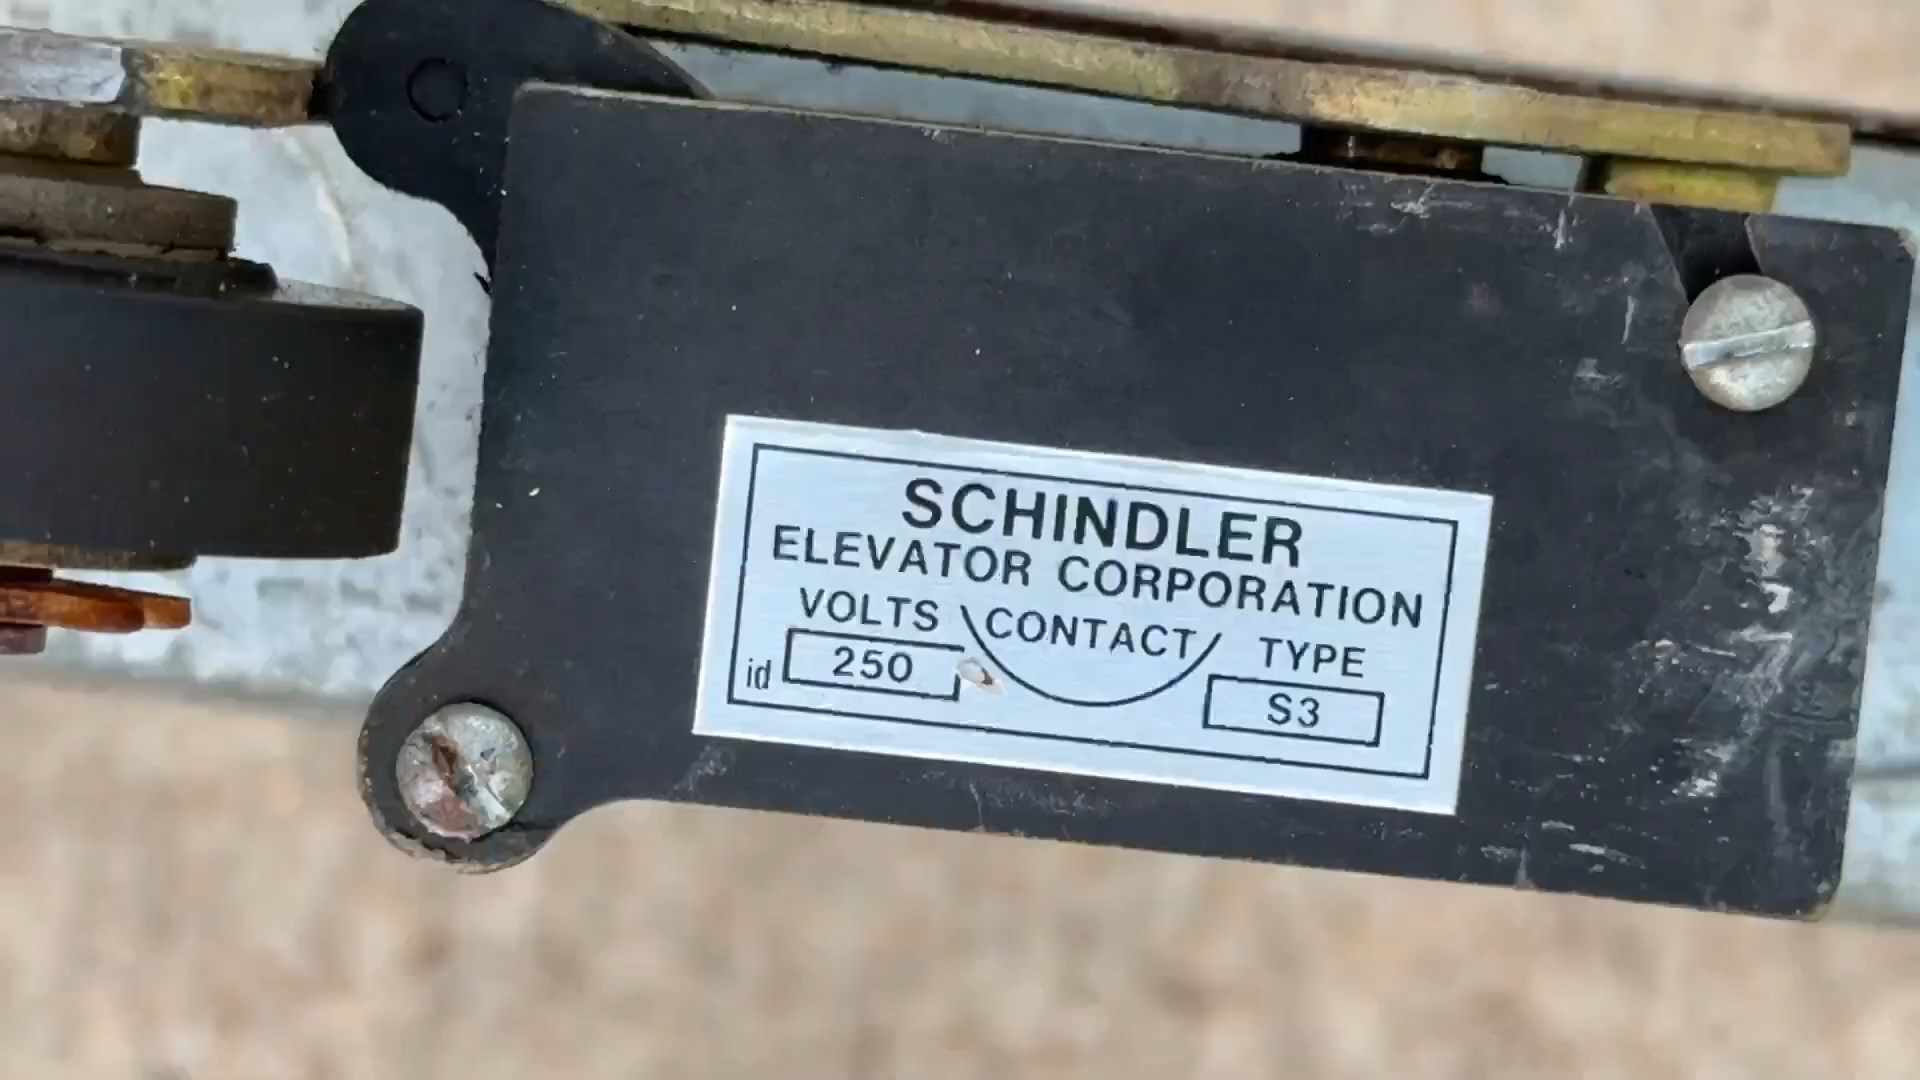 SCHINDLER
ELEVATOR CORPORATION
VOLTS CONTACT TYPE
id 250 S3